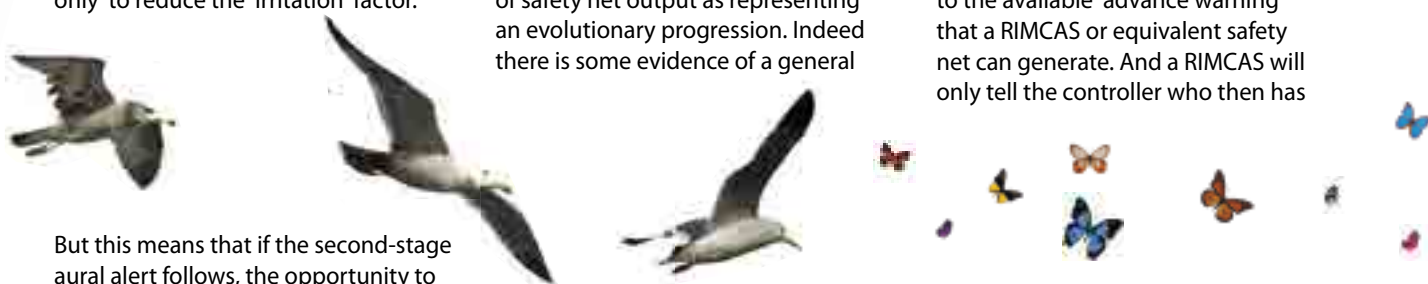 only to reduce the 'irritation' factor.
But this means that if the second-stage
aural alert follows, the opportunity to
of safety net output as representing
an evolutionary progression. Indeed
there is some evidence of a general
to the available 'advance warning'
that a RIMCAS or equivalent safety
net can generate. And a RIMCAS will
only tell the controller who then has